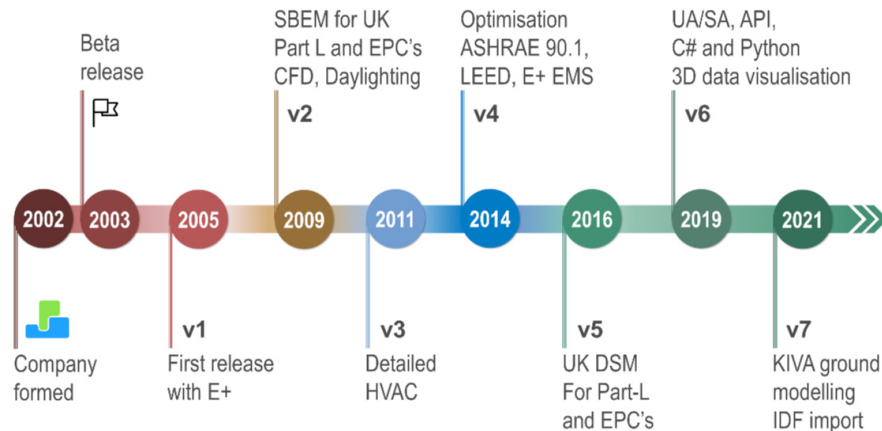 Beta
release
SBEM for UK
Part L and EPC's
CFD, Daylighting
v2
Optimisation
ASHRAE 90.1,
LEED, E+ EMS
v4
UA/SA, API,
C# and Python
3D data visualisation
v6
2002
2003
2005
2009
2011
2014
2016
2019
2021
Company
formed
v1
First release
with E+
v3
Detailed
HVAC
v5
UK DSM
For Part-L
and EPC's
v7
KIVA ground
modelling
IDF import